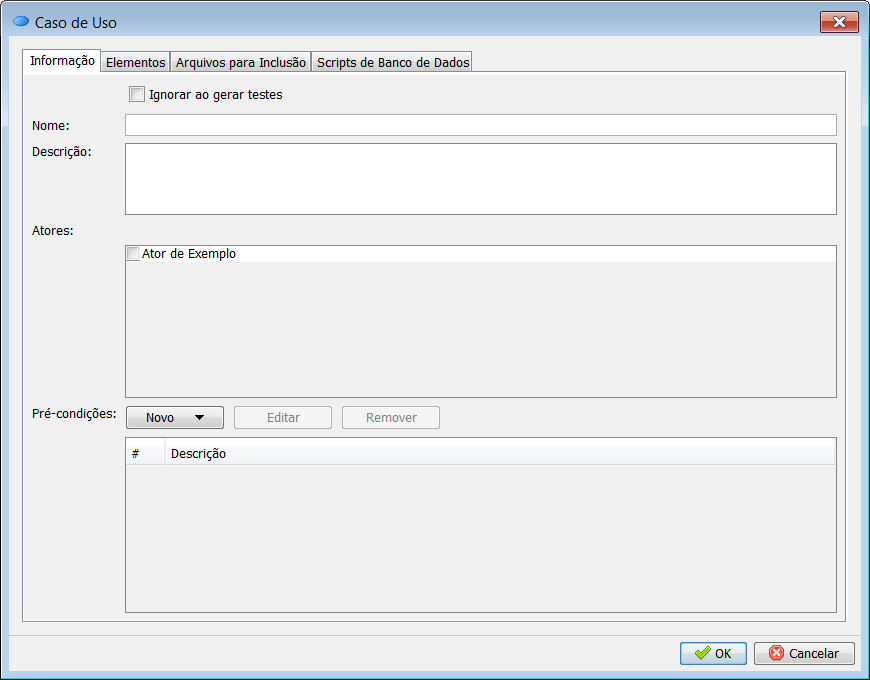 Caso de Uso
Informação Elementos Arquivos para Inclusão Scripts de Banco de Dados
Ignorar ao gerar testes
Nome:
Descrição:
Atores:
Ator de Exemplo
Pré-condições: Novo Editar Remover
# Descrição
OK Cancelar